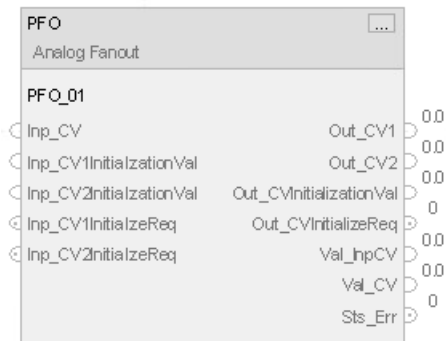 PFO ...
Analog Fanout
PFO_01
0.0
Inp_CV Out_CV1
0.0
Inp_CV1InitializationVal Out_CV2
0.0
Inp_CV2InitializationVal Out_CVInitializationVal
0
Inp_CV1InitializeReq Out_CVInitializeReq
0.0
Inp_CV2InitializeReq Val_InpCV
0.0
Val_CV
0
Sts_Err